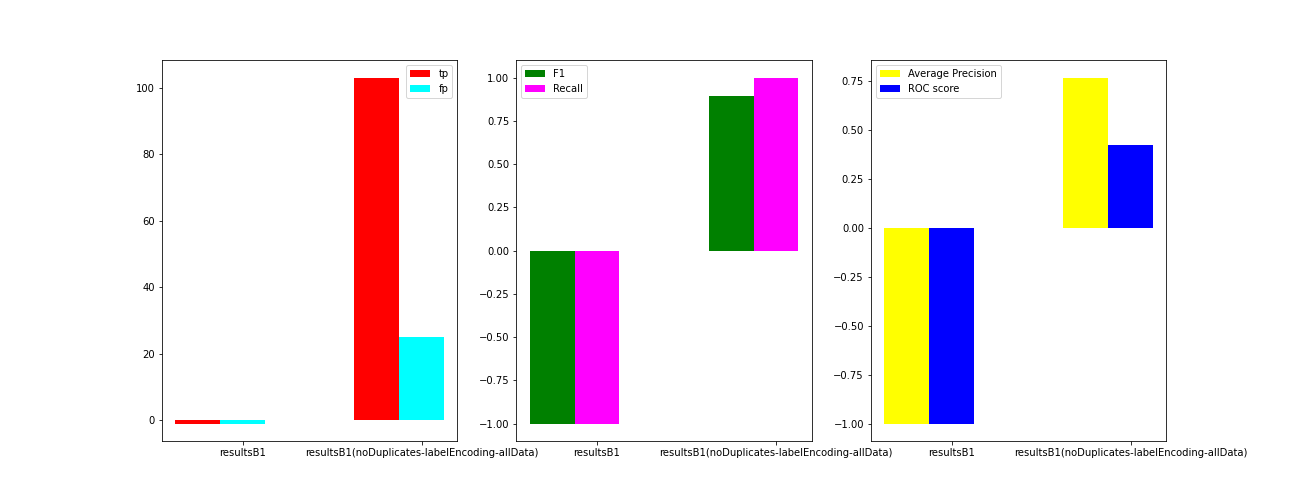 tp
fp
100
80
60
40
20
0
resultsB1
resultsB1(noDuplicates-labelEncoding-allData)
F1
Recall
1.00
0.75
0.50
0.25
0.00
−0.25
−0.50
−0.75
−1.00
resultsB1
resultsB1(noDuplicates-labelEncoding-allData)
Average Precision
ROC score
0.75
0.50
0.25
0.00
−0.25
−0.50
−0.75
−1.00
resultsB1
resultsB1(noDuplicates-labelEncoding-allData)